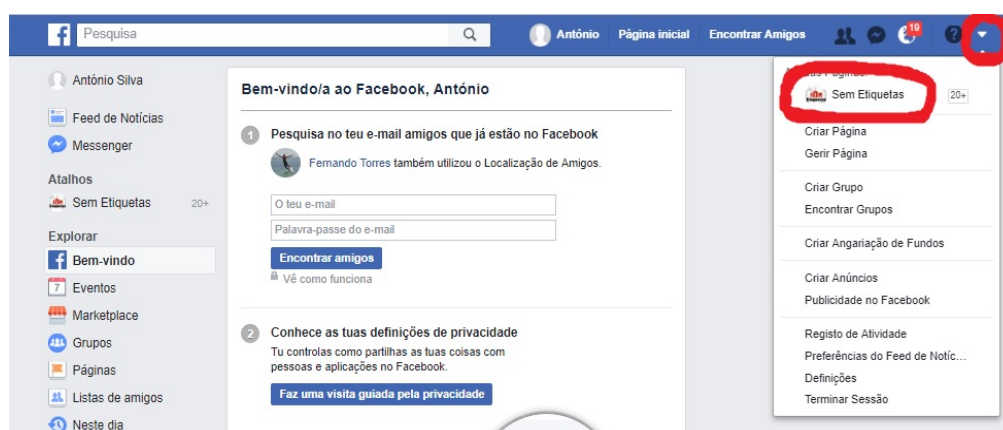 Pesquisa
António
Página inicial
Encontrar Amigos
19
António Silva
Feed de Notícias
Messenger
Atalhos
Sem Etiquetas 20+
Explorar
Bem-vindo
7 Eventos
Marketplace
Grupos
Páginas
Listas de amigos
Neste dia
Bem-vindo/a ao Facebook, António
1 Pesquisa no teu e-mail amigos que já estão no Facebook
Fernando Torres também utilizou o Localização de Amigos.
O teu e-mail
Palavra-passe do e-mail
Encontrar amigos
Vê como funciona
2 Conhece as tuas definições de privacidade
Tu controlas como partilhas as tuas coisas com
pessoas e aplicações no Facebook.
Faz uma visita guiada pela privacidade
Páginas
Sem Etiquetas 20+
Criar Página
Gerir Página
Criar Grupo
Encontrar Grupos
Criar Angariação de Fundos
Criar Anúncios
Publicidade no Facebook
Registo de Atividade
Preferências do Feed de Notíc...
Definições
Terminar Sessão